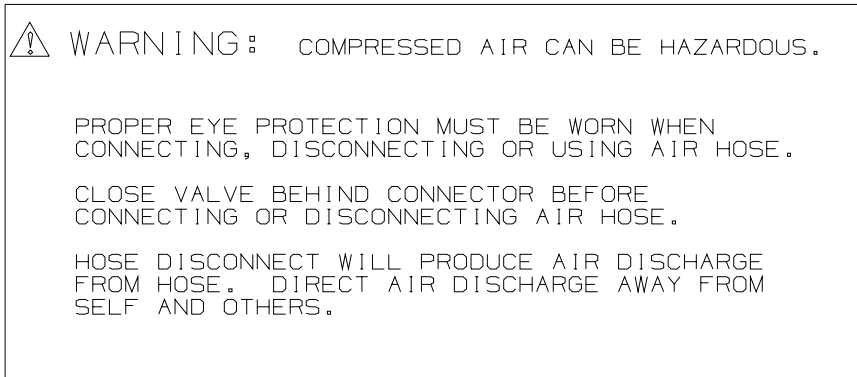 WARNING: COMPRESSED AIR CAN BE HAZARDOUS.
PROPER EYE PROTECTION MUST BE WORN WHEN
CONNECTING, DISCONNECTING OR USING AIR HOSE.
CLOSE VALVE BEHIND CONNECTOR BEFORE
CONNECTING OR DISCONNECTING AIR HOSE.
HOSE DISCONNECT WILL PRODUCE AIR DISCHARGE
FROM HOSE. DIRECT AIR DISCHARGE AWAY FROM
SELF AND OTHERS.